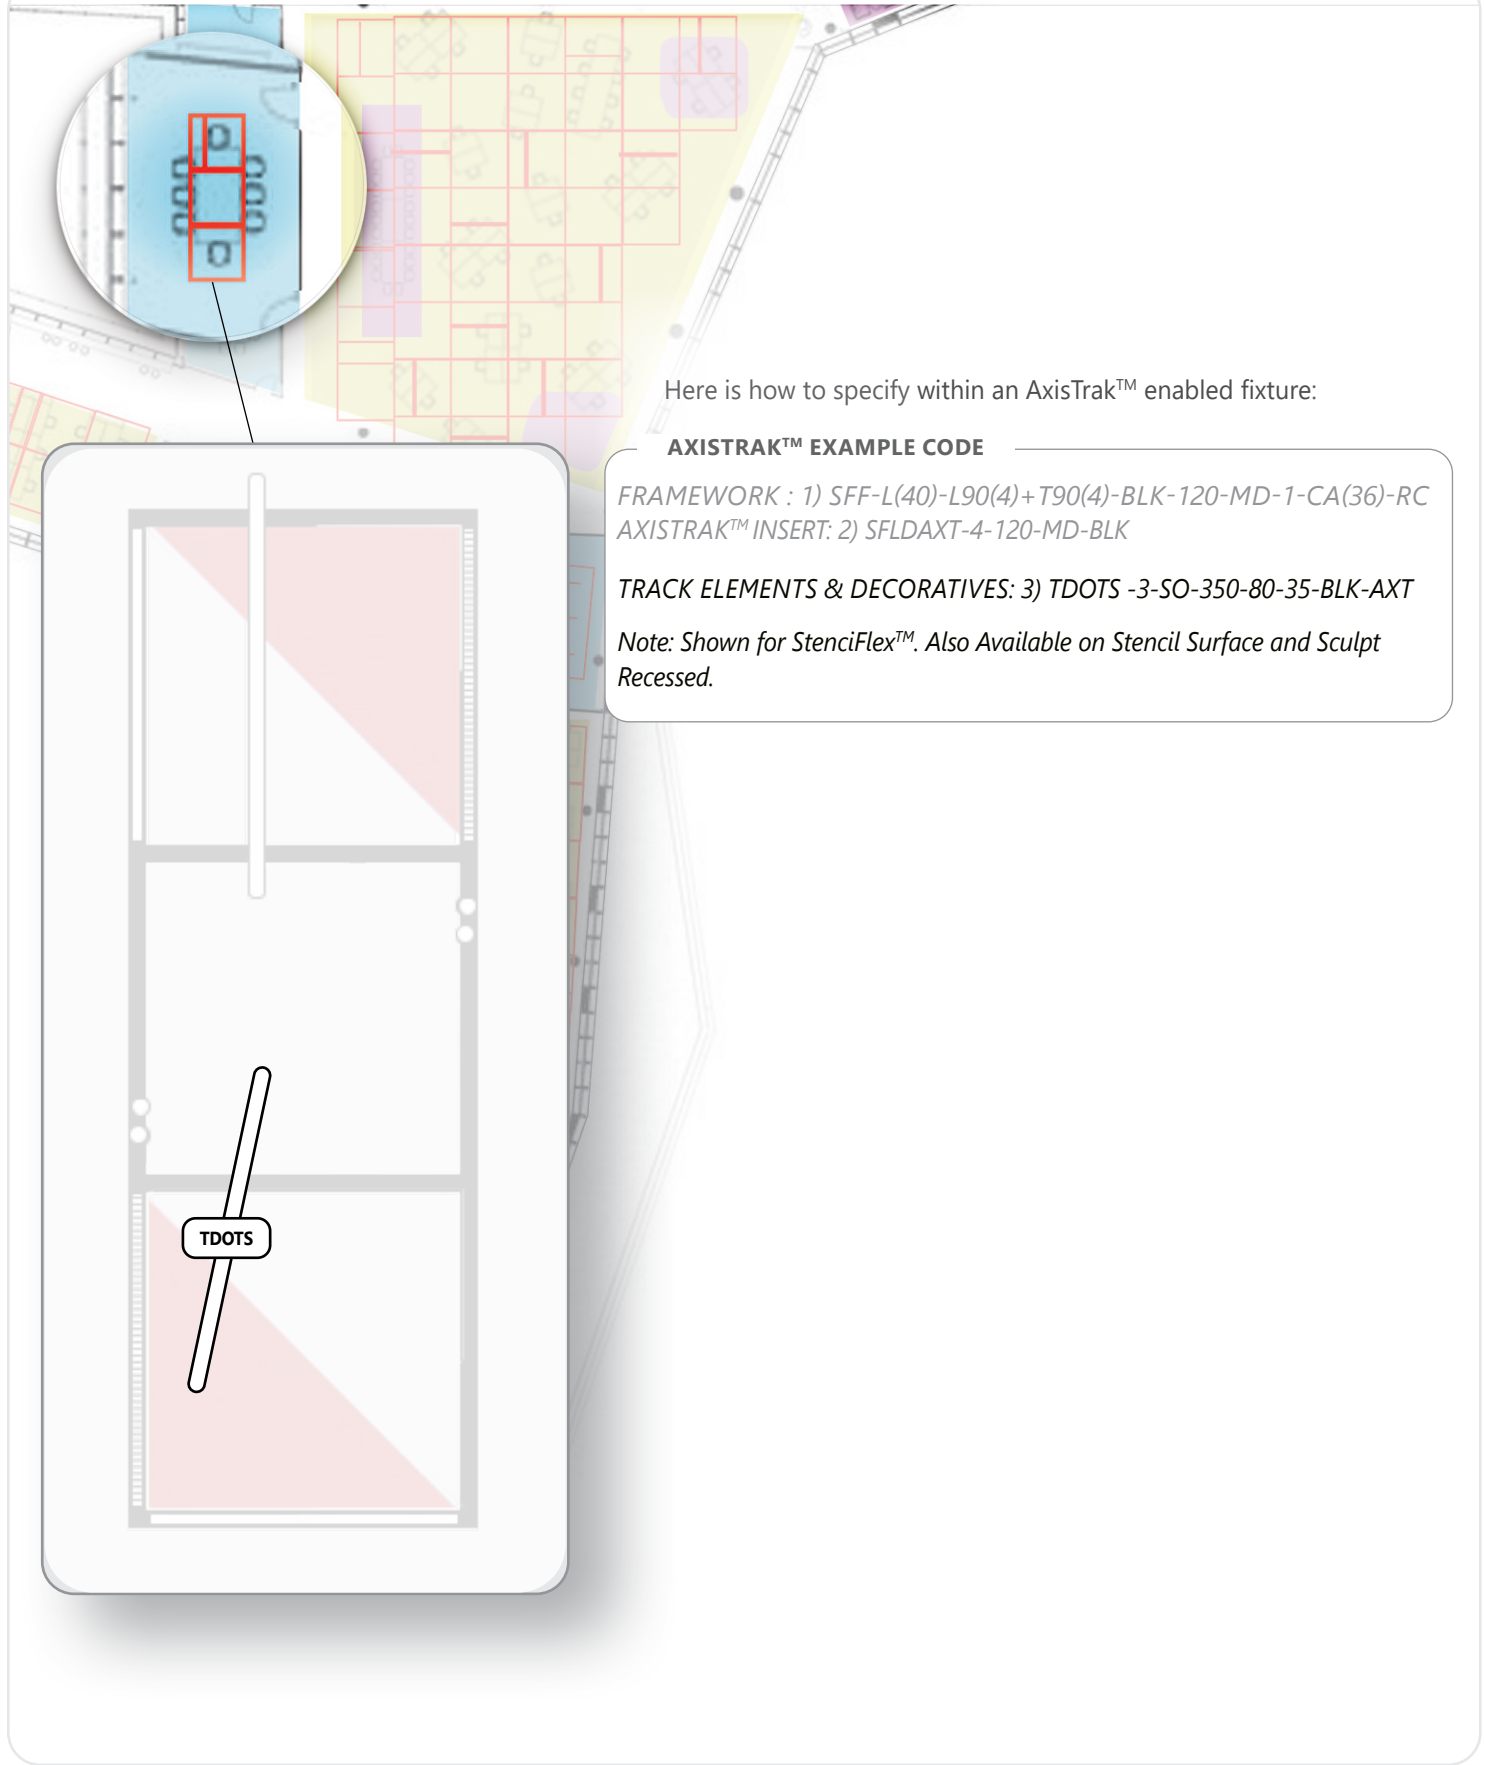 Here is how to specify within an AxisTrak™ enabled fixture:
AXISTRAK™ EXAMPLE CODE
FRAMEWORK : 1) SFF-L(40)-L90(4)+T90(4)-BLK-120-MD-1-CA(36)-RC
AXISTRAK™ INSERT: 2) SFLDAXT-4-120-MD-BLK
TRACK ELEMENTS & DECORATIVES: 3) TDOTS -3-SO-350-80-35-BLK-AXT
Note: Shown for StenciFlex™. Also Available on Stencil Surface and Sculpt
Recessed.
TDOTS